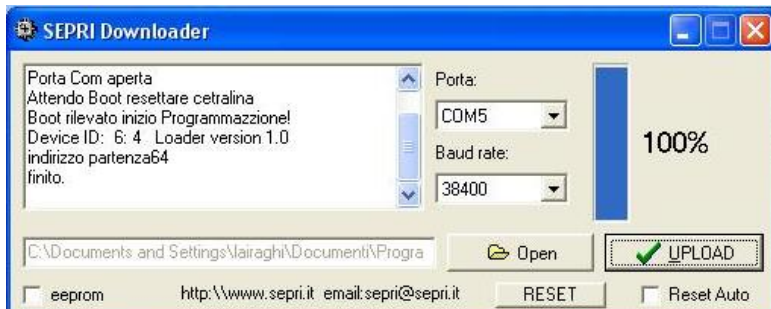 SEPRI Downloader
Porta Com aperta
Attendo Boot resettare cetralina
Boot rilevato inizio Programmazzione!
Device ID: 6: 4 Loader version 1.0
indirizzo partenza64
finito.
Porta:
COM5
Baud rate:
38400
100%
C:\Documents and Settings\lairaghi\Documenti\Progra
Open
UPLOAD
eeprom
http:\\www.sepri.it email:sepri@sepri.it
RESET
Reset Auto